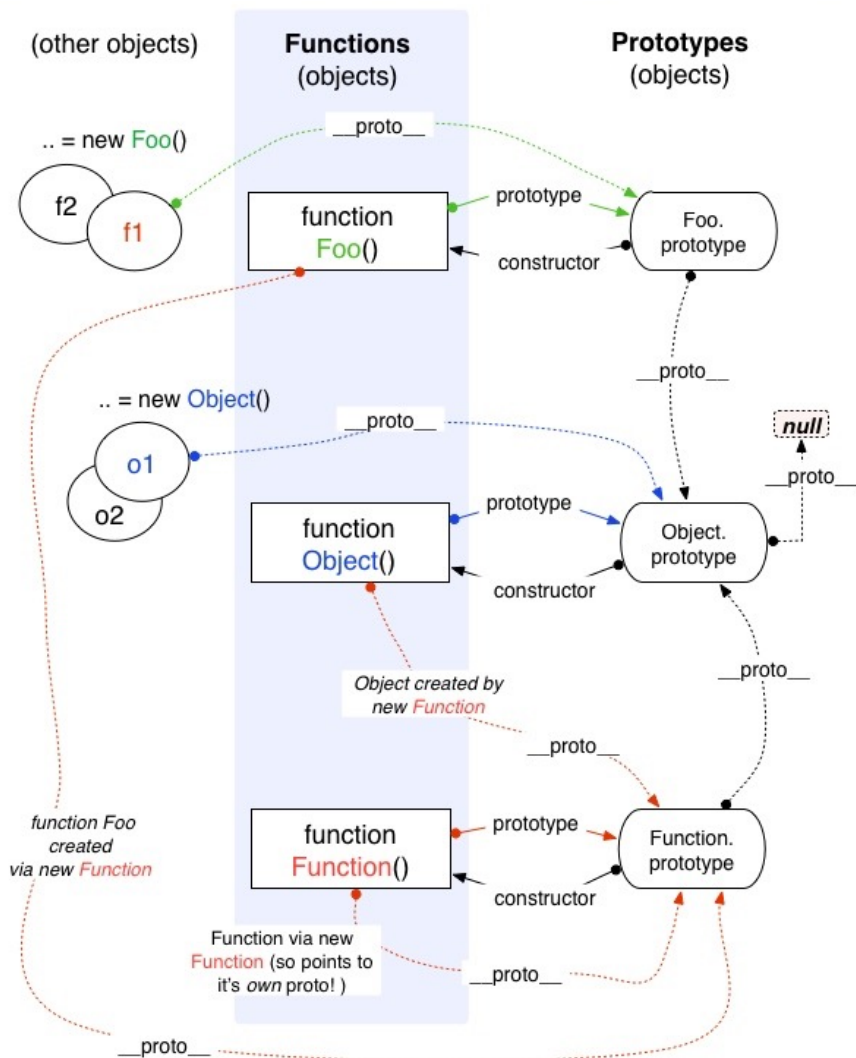 (other objects)
Functions
(objects)
Prototypes
(objects)
__proto__
.. = new Foo()
f2
f1
function
Foo()
prototype
constructor
Foo.
prototype
__proto__
.. = new Object()
__proto__
null
__proto__
o1
o2
function
Object()
prototype
constructor
Object.
prototype
Object created by
new Function
__proto__
__proto__
function Foo
created
via new Function
function
Function()
prototype
constructor
Function.
prototype
Function via new
Function (so points to
it's own proto! )
__proto__
__proto__